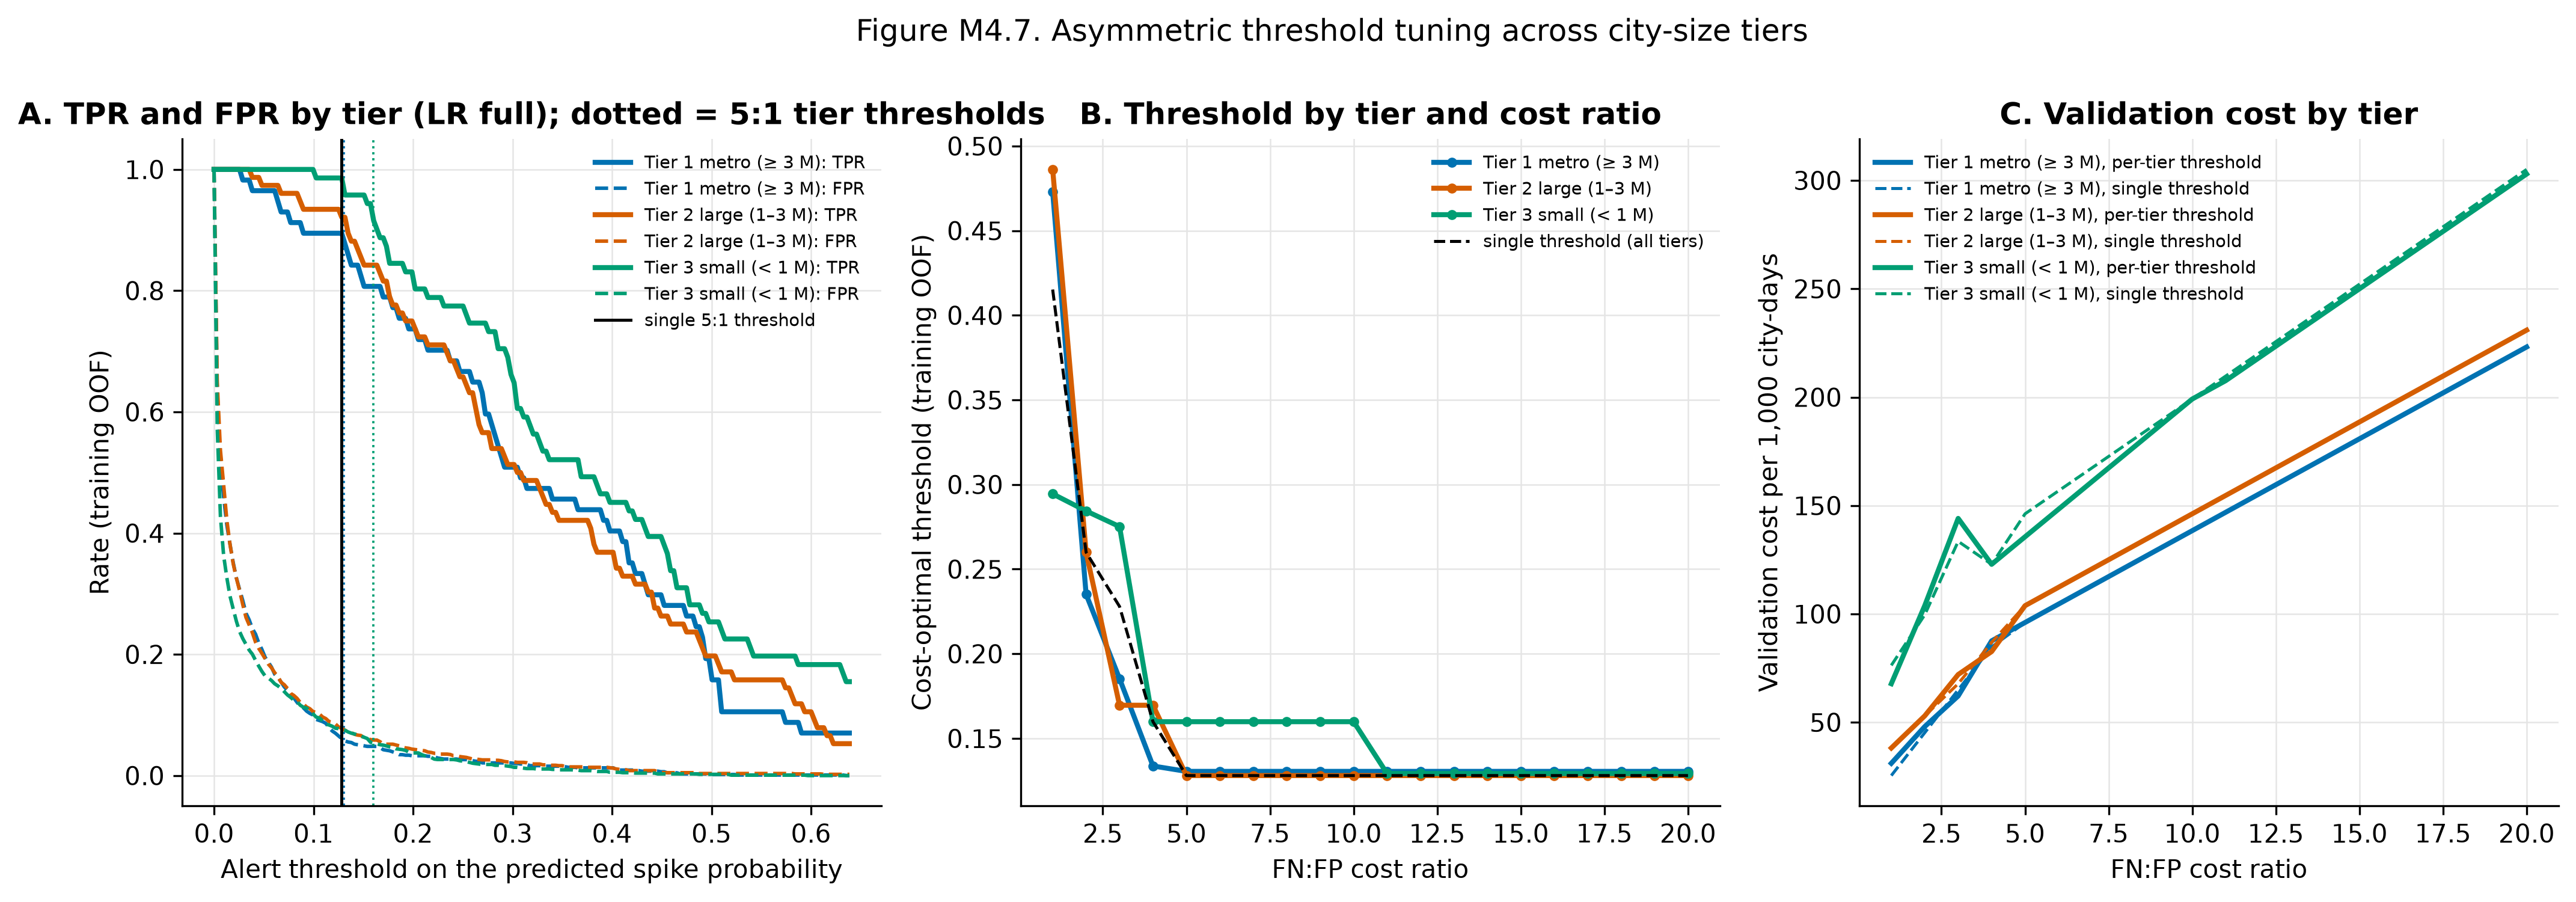 Figure M4.7. Asymmetric threshold tuning across city-size tiers
A. TPR and FPR by tier (LR full); dotted = 5:1 tier thresholds
Rate (training OOF)
1.0
0.8
0.6
0.4
0.2
0.0
Tier 1 metro (≥ 3 M): TPR
Tier 1 metro (≥ 3 M): FPR
Tier 2 large (1–3 M): TPR
Tier 2 large (1–3 M): FPR
Tier 3 small (< 1 M): TPR
Tier 3 small (< 1 M): FPR
single 5:1 threshold
0.0 0.1 0.2 0.3 0.4 0.5 0.6
Alert threshold on the predicted spike probability
B. Threshold by tier and cost ratio
Cost-optimal threshold (training OOF)
0.50
0.45
0.40
0.35
0.30
0.25
0.20
0.15
Tier 1 metro (≥ 3 M)
Tier 2 large (1–3 M)
Tier 3 small (< 1 M)
single threshold (all tiers)
2.5 5.0 7.5 10.0 12.5 15.0 17.5 20.0
FN:FP cost ratio
C. Validation cost by tier
Validation cost per 1,000 city-days
300
250
200
150
100
50
Tier 1 metro (≥ 3 M), per-tier threshold
Tier 1 metro (≥ 3 M), single threshold
Tier 2 large (1–3 M), per-tier threshold
Tier 2 large (1–3 M), single threshold
Tier 3 small (< 1 M), per-tier threshold
Tier 3 small (< 1 M), single threshold
2.5 5.0 7.5 10.0 12.5 15.0 17.5 20.0
FN:FP cost ratio